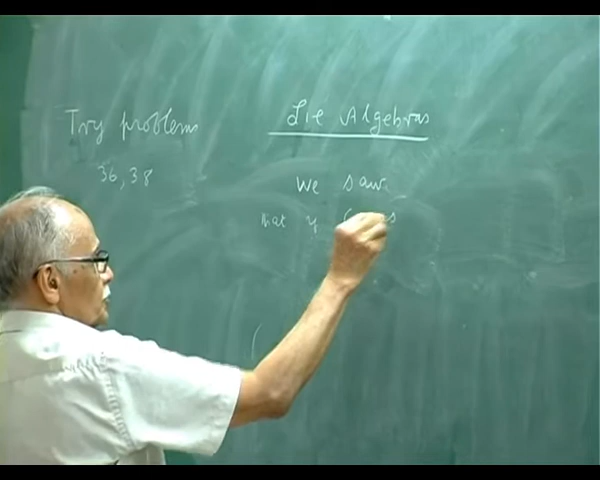 Try problems
36, 38
Lie Algebras
We saw
that if